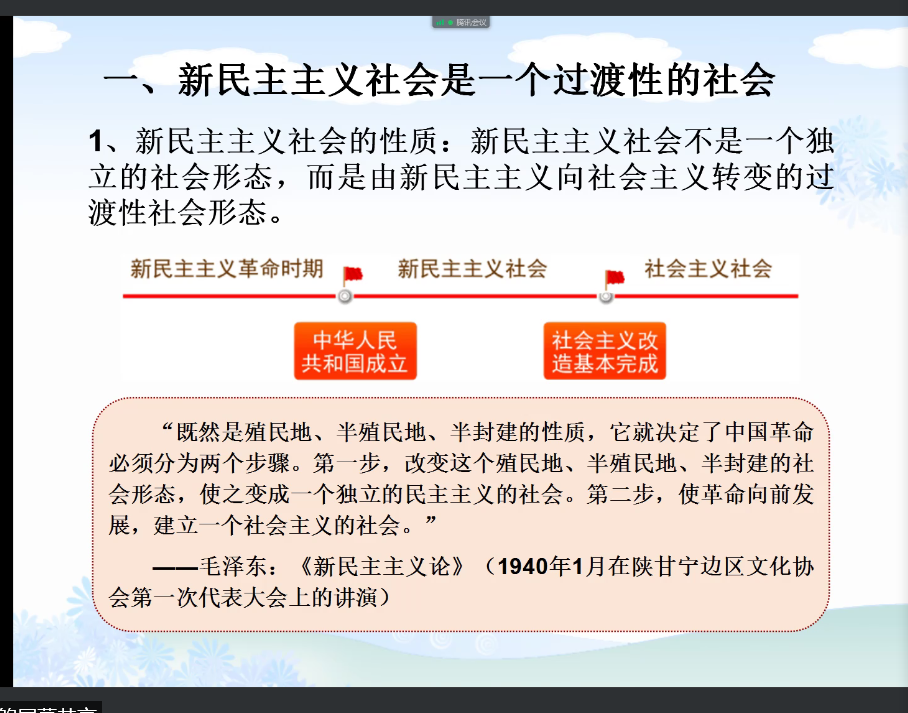 腾讯会议
一、新民主主义社会是一个过渡性的社会
1、新民主主义社会的性质：新民主主义社会不是一个独
立的社会形态，而是由新民主主义向社会主义转变的过
渡性社会形态。
新民主主义革命时期 新民主主义社会 社会主义社会
中华人民
共和国成立
社会主义改
造基本完成
“既然是殖民地、半殖民地、半封建的性质，它就决定了中国革命
必须分为两个步骤。第一步，改变这个殖民地、半殖民地、半封建的社
会形态，使之变成一个独立的民主主义的社会。第二步，使革命向前发
展，建立一个社会主义的社会。”
——毛泽东：《新民主主义论》（1940年1月在陕甘宁边区文化协
会第一次代表大会上的讲演）